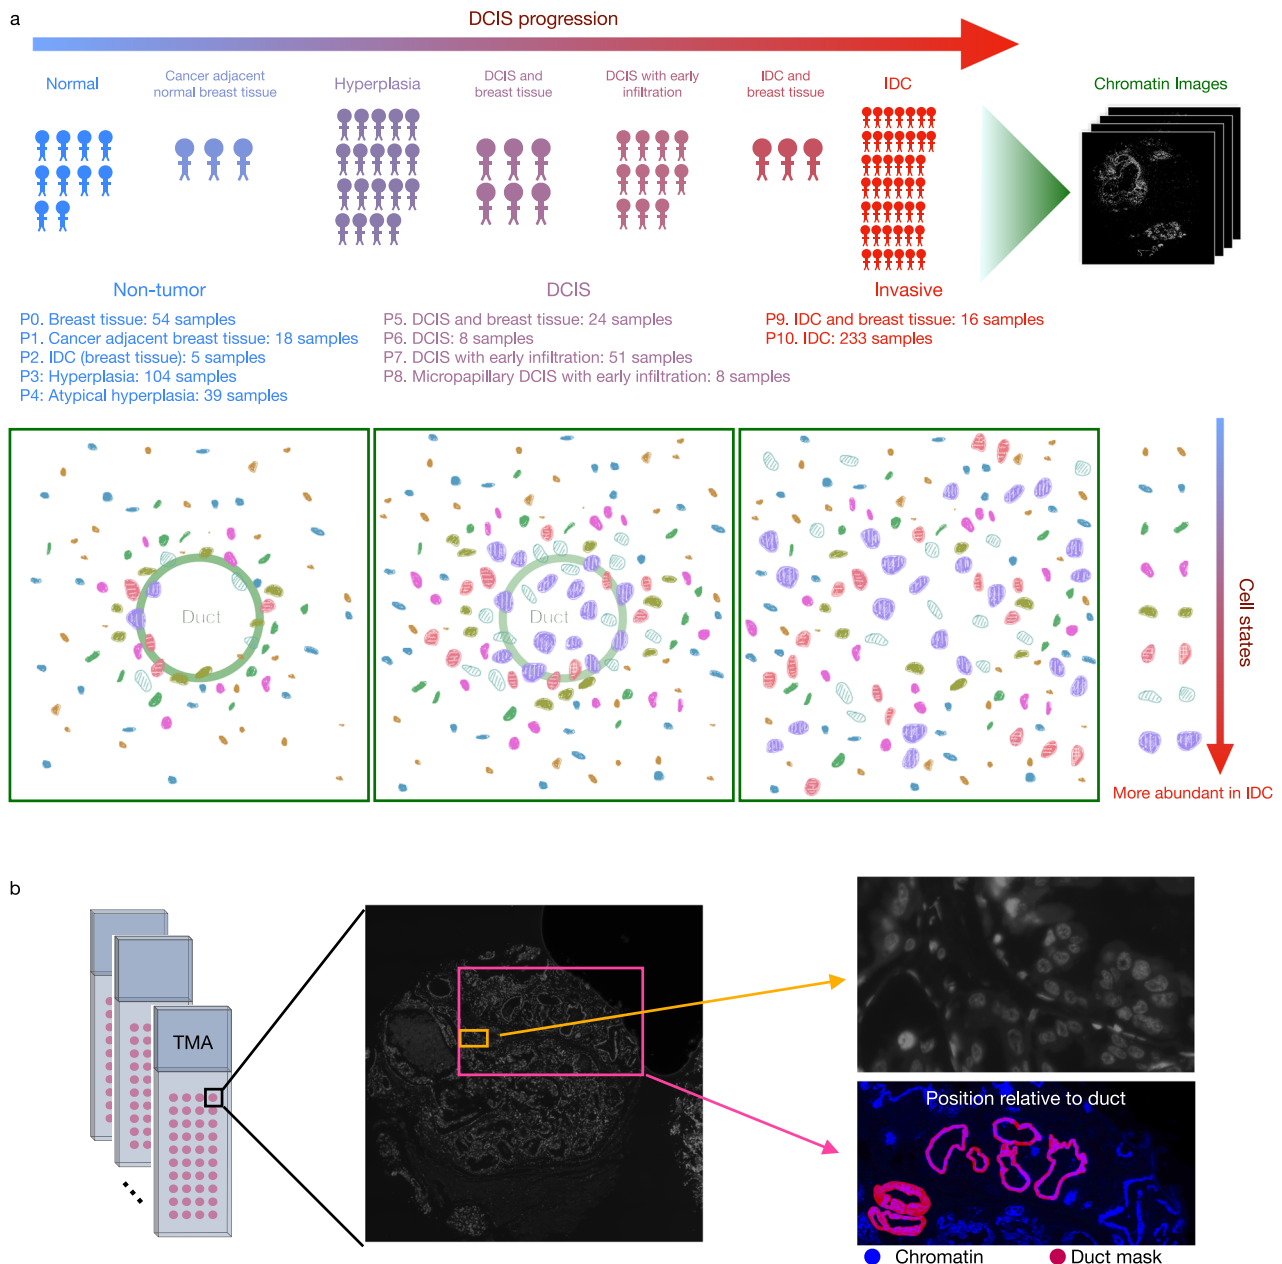 a
DCIS progression
Normal
Cancer adjacent
normal breast tissue
Hyperplasia
DCIS and
breast tissue
DCIS with early
infiltration
IDC and
breast tissue
IDC
Chromatin Images
Non-tumor
P0. Breast tissue: 54 samples
P1. Cancer adjacent breast tissue: 18 samples
P2. IDC (breast tissue): 5 samples
P3: Hyperplasia: 104 samples
P4: Atypical hyperplasia: 39 samples
DCIS
P5. DCIS and breast tissue: 24 samples
P6. DCIS: 8 samples
P7. DCIS with early infiltration: 51 samples
P8. Micropapillary DCIS with early infiltration: 8 samples
Invasive
P9. IDC and breast tissue: 16 samples
P10. IDC: 233 samples
Duct
Duct
Cell states
More abundant in IDC
b
TMA
Position relative to duct
Chromatin
Duct mask